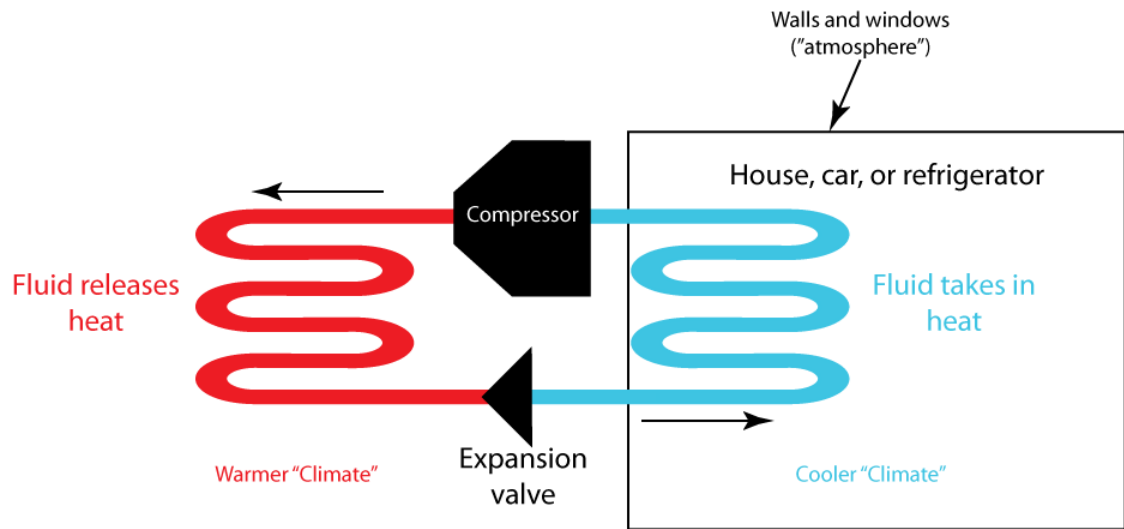 Walls and windows
(”atmosphere”)
House, car, or refrigerator
Compressor
Fluid releases
heat
Fluid takes in
heat
Expansion
valve
Warmer “Climate”
Cooler “Climate”